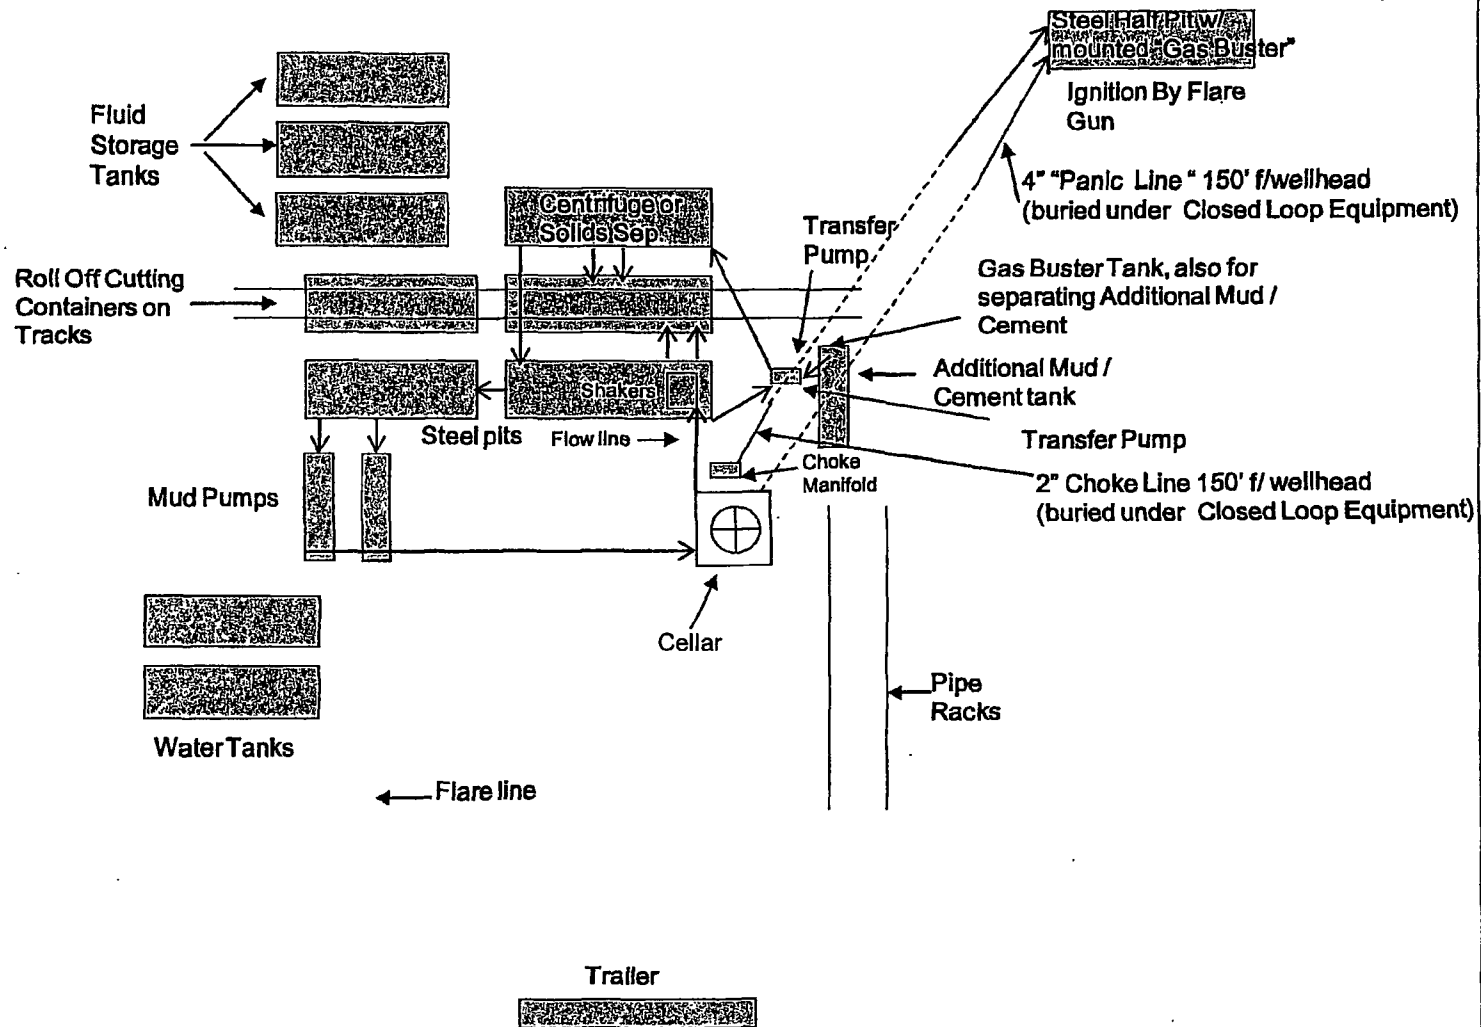 Steel Half Pit w/
mounted "Gas Buster"
Ignition By Flare
Gun
Fluid
Storage
Tanks
4" "Panic Line " 150' f/wellhead
(buried under Closed Loop Equipment)
Centrifuge or
Solids Sep.
Transfer
Pump
Roll Off Cutting
Containers on
Tracks
Gas Buster Tank, also for
separating Additional Mud /
Cement
Shakers
Additional Mud /
Cement tank
Steel pits
Flow line
Transfer Pump
Choke
Manifold
Mud Pumps
2" Choke Line 150' f/ wellhead
(buried under Closed Loop Equipment)
Cellar
Pipe
Racks
Water Tanks
Flare line
Trailer